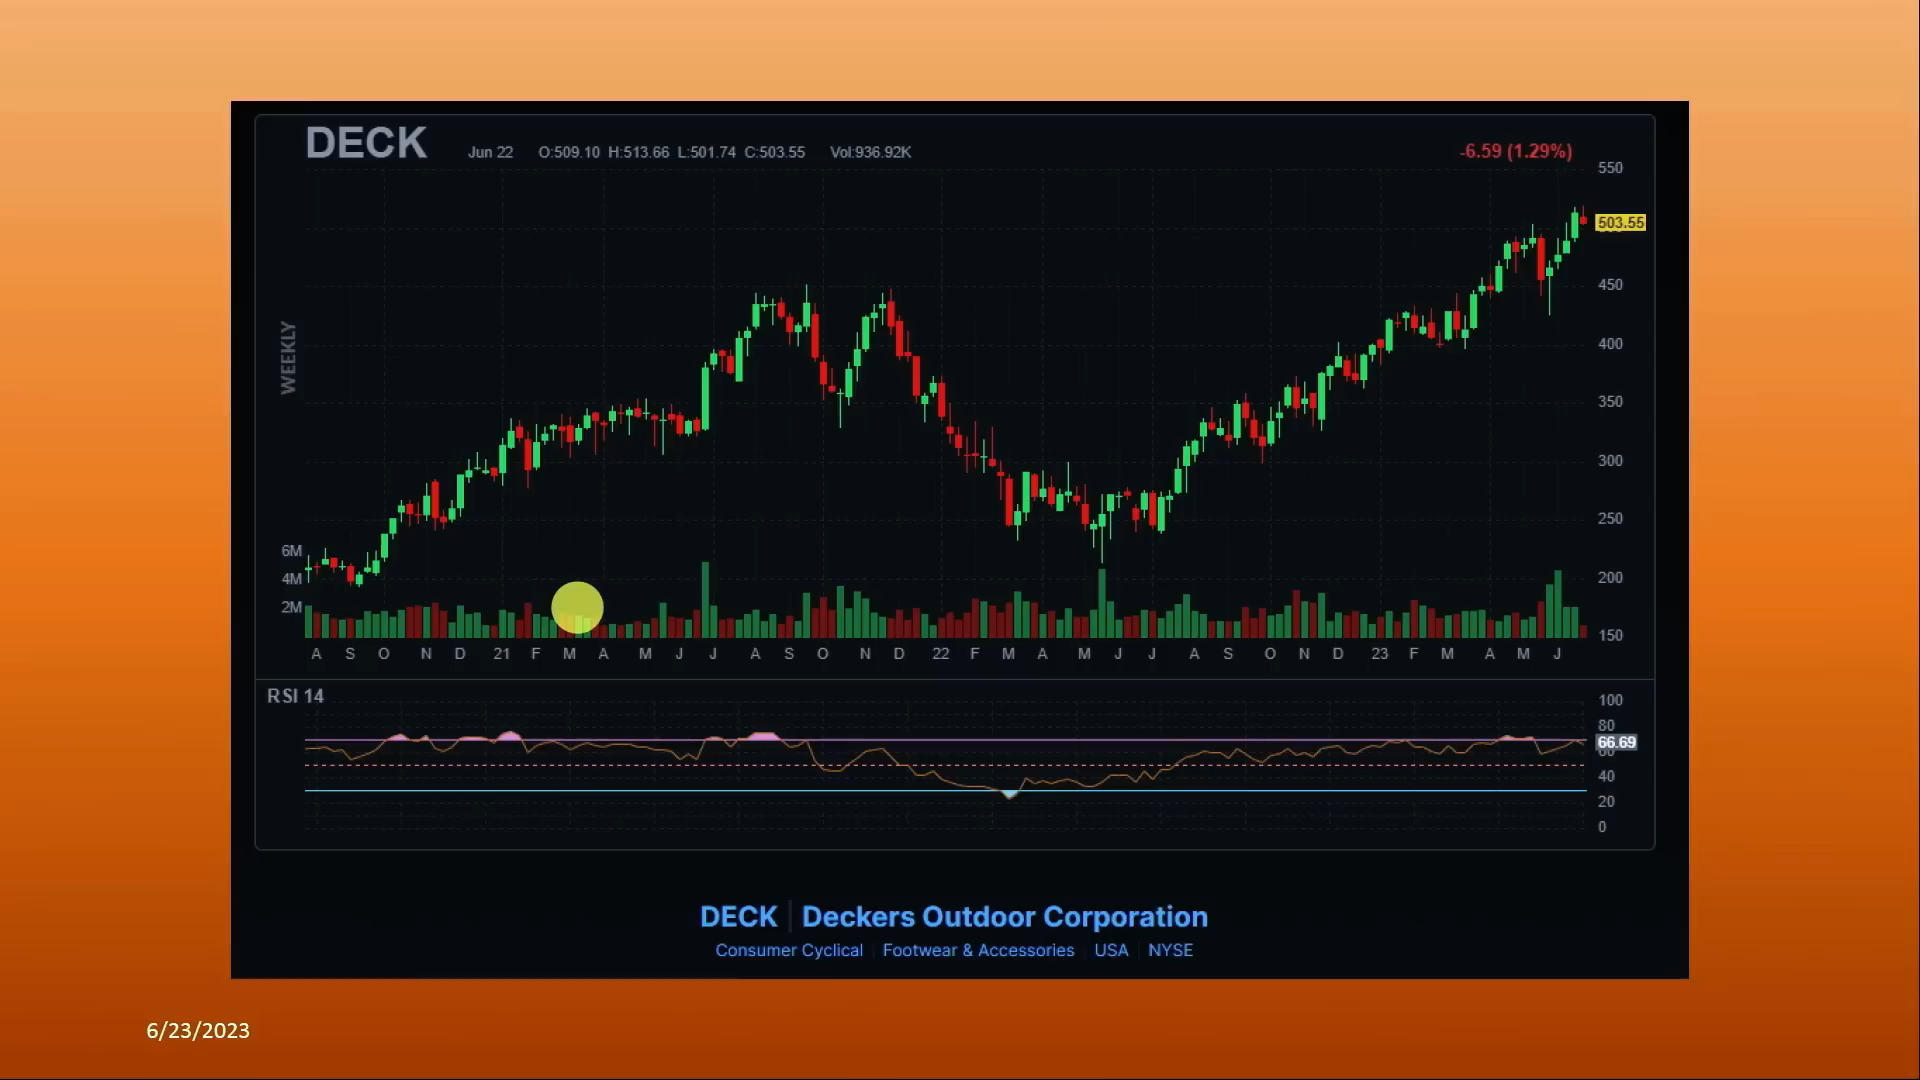 DECK Jun 22 O:509.10 H:513.66 L:501.74 C:503.55 Vol:936.92K -6.59 (1.29%)
550
503.55
450
WEEKLY
400
350
300
250
6M
4M 200
2M
150
A S O N D 21 F M A M J J A S O N D 22 F M A M J J A S O N D 23 F M A M J
RSI 14
100
80
66.69
40
20
0
DECK Deckers Outdoor Corporation
Consumer Cyclical Footwear & Accessories USA NYSE
6/23/2023